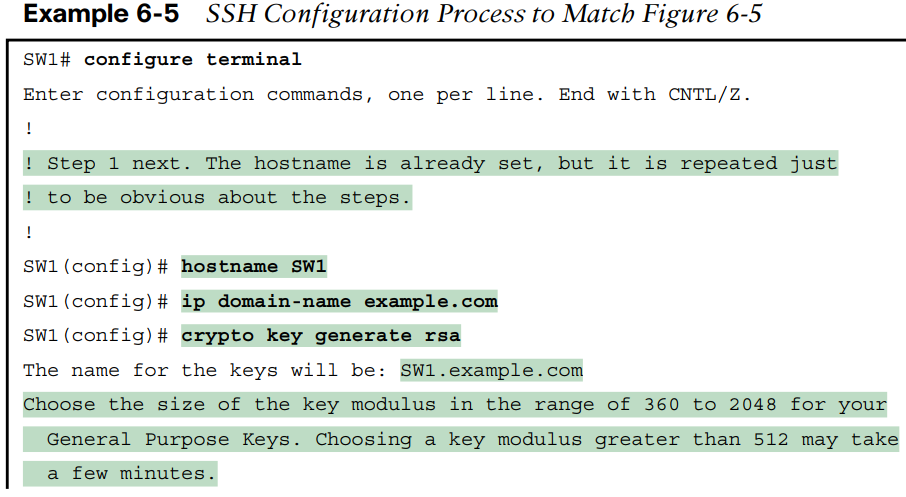 Example 6-5 SSH Configuration Process to Match Figure 6-5
SW1# configure terminal
Enter configuration commands, one per line. End with CNTL/Z.
!
! Step 1 next. The hostname is already set, but it is repeated just
! to be obvious about the steps.
!
SW1(config)# hostname SW1
SW1(config)# ip domain-name example.com
SW1(config)# crypto key generate rsa
The name for the keys will be: SW1.example.com
Choose the size of the key modulus in the range of 360 to 2048 for your
General Purpose Keys. Choosing a key modulus greater than 512 may take
a few minutes.